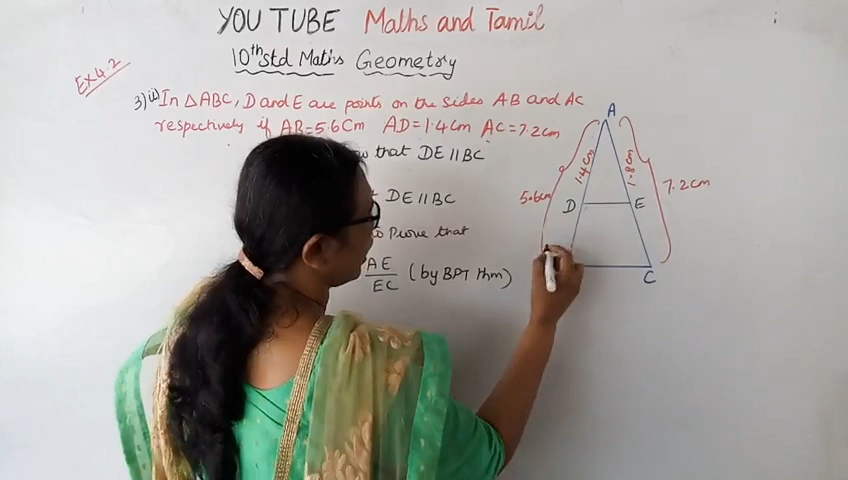 YOU TUBE Maths and Tamil
10th std Maths Geometry
Ex 4.2
3) ii) In ΔABC, D and E are points on the sides AB and AC
respectively if AB=5.6Cm AD=1.4Cm AC=7.2cm
that DE || BC
DE || BC
to Prove that
AE/EC (by BPT thm)
A
1.4cm
1.8cm
5.6cm
7.2cm
D
E
C